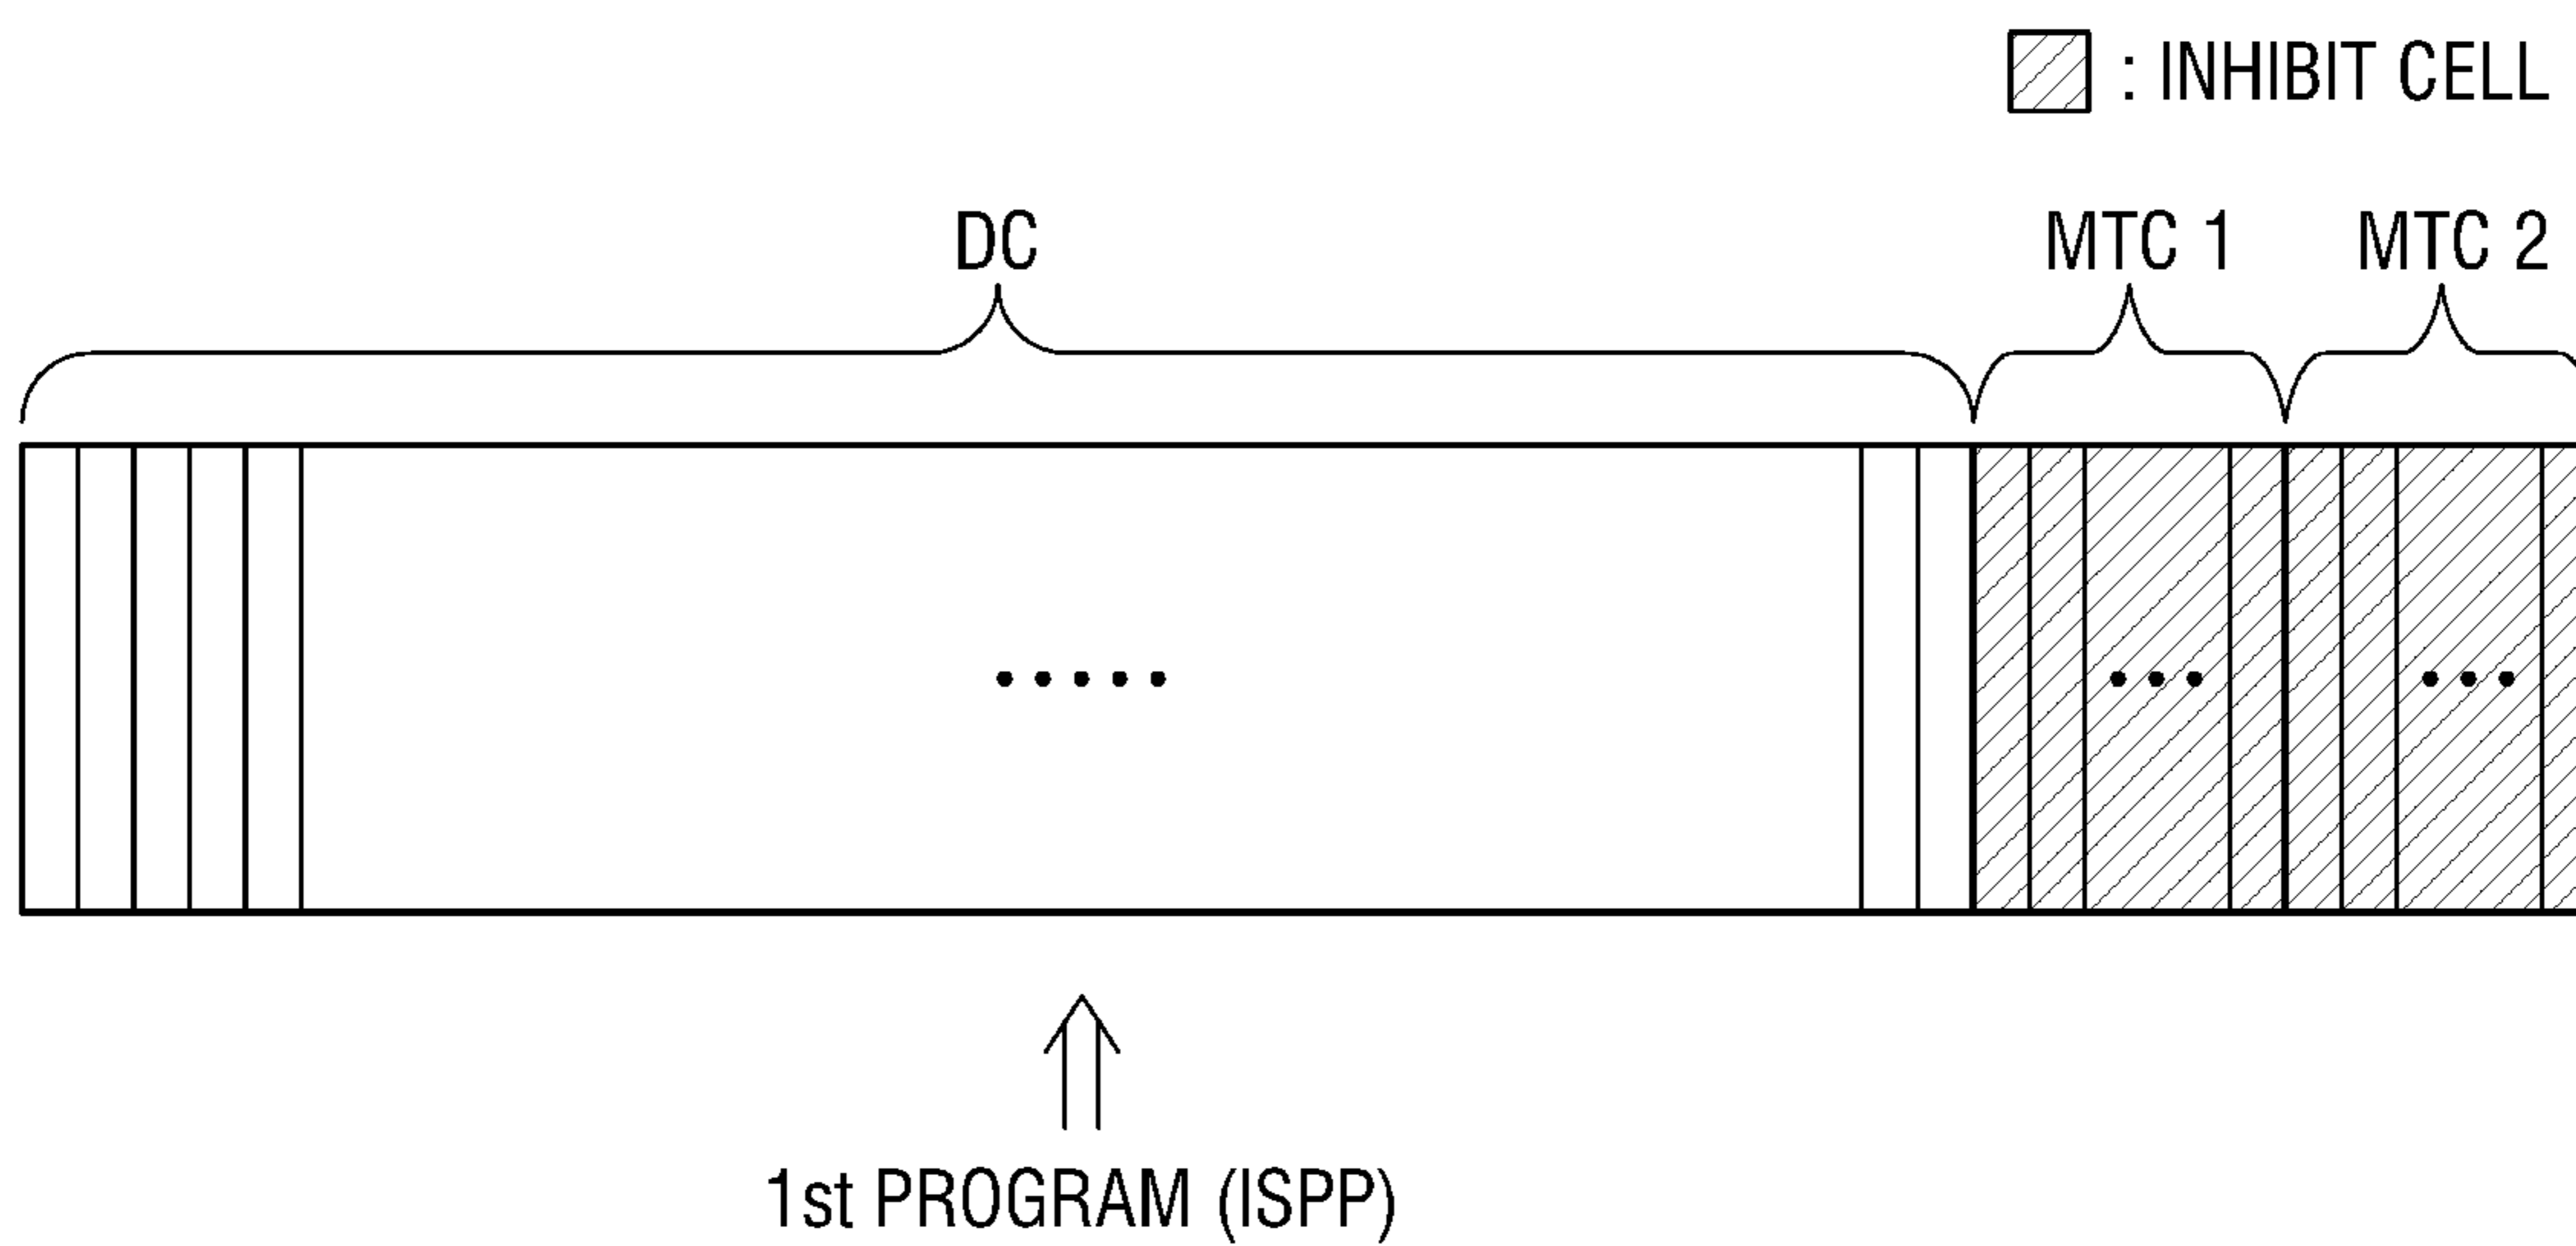 : INHIBIT CELL
DC
MTC 1
MTC 2
1st PROGRAM (ISPP)